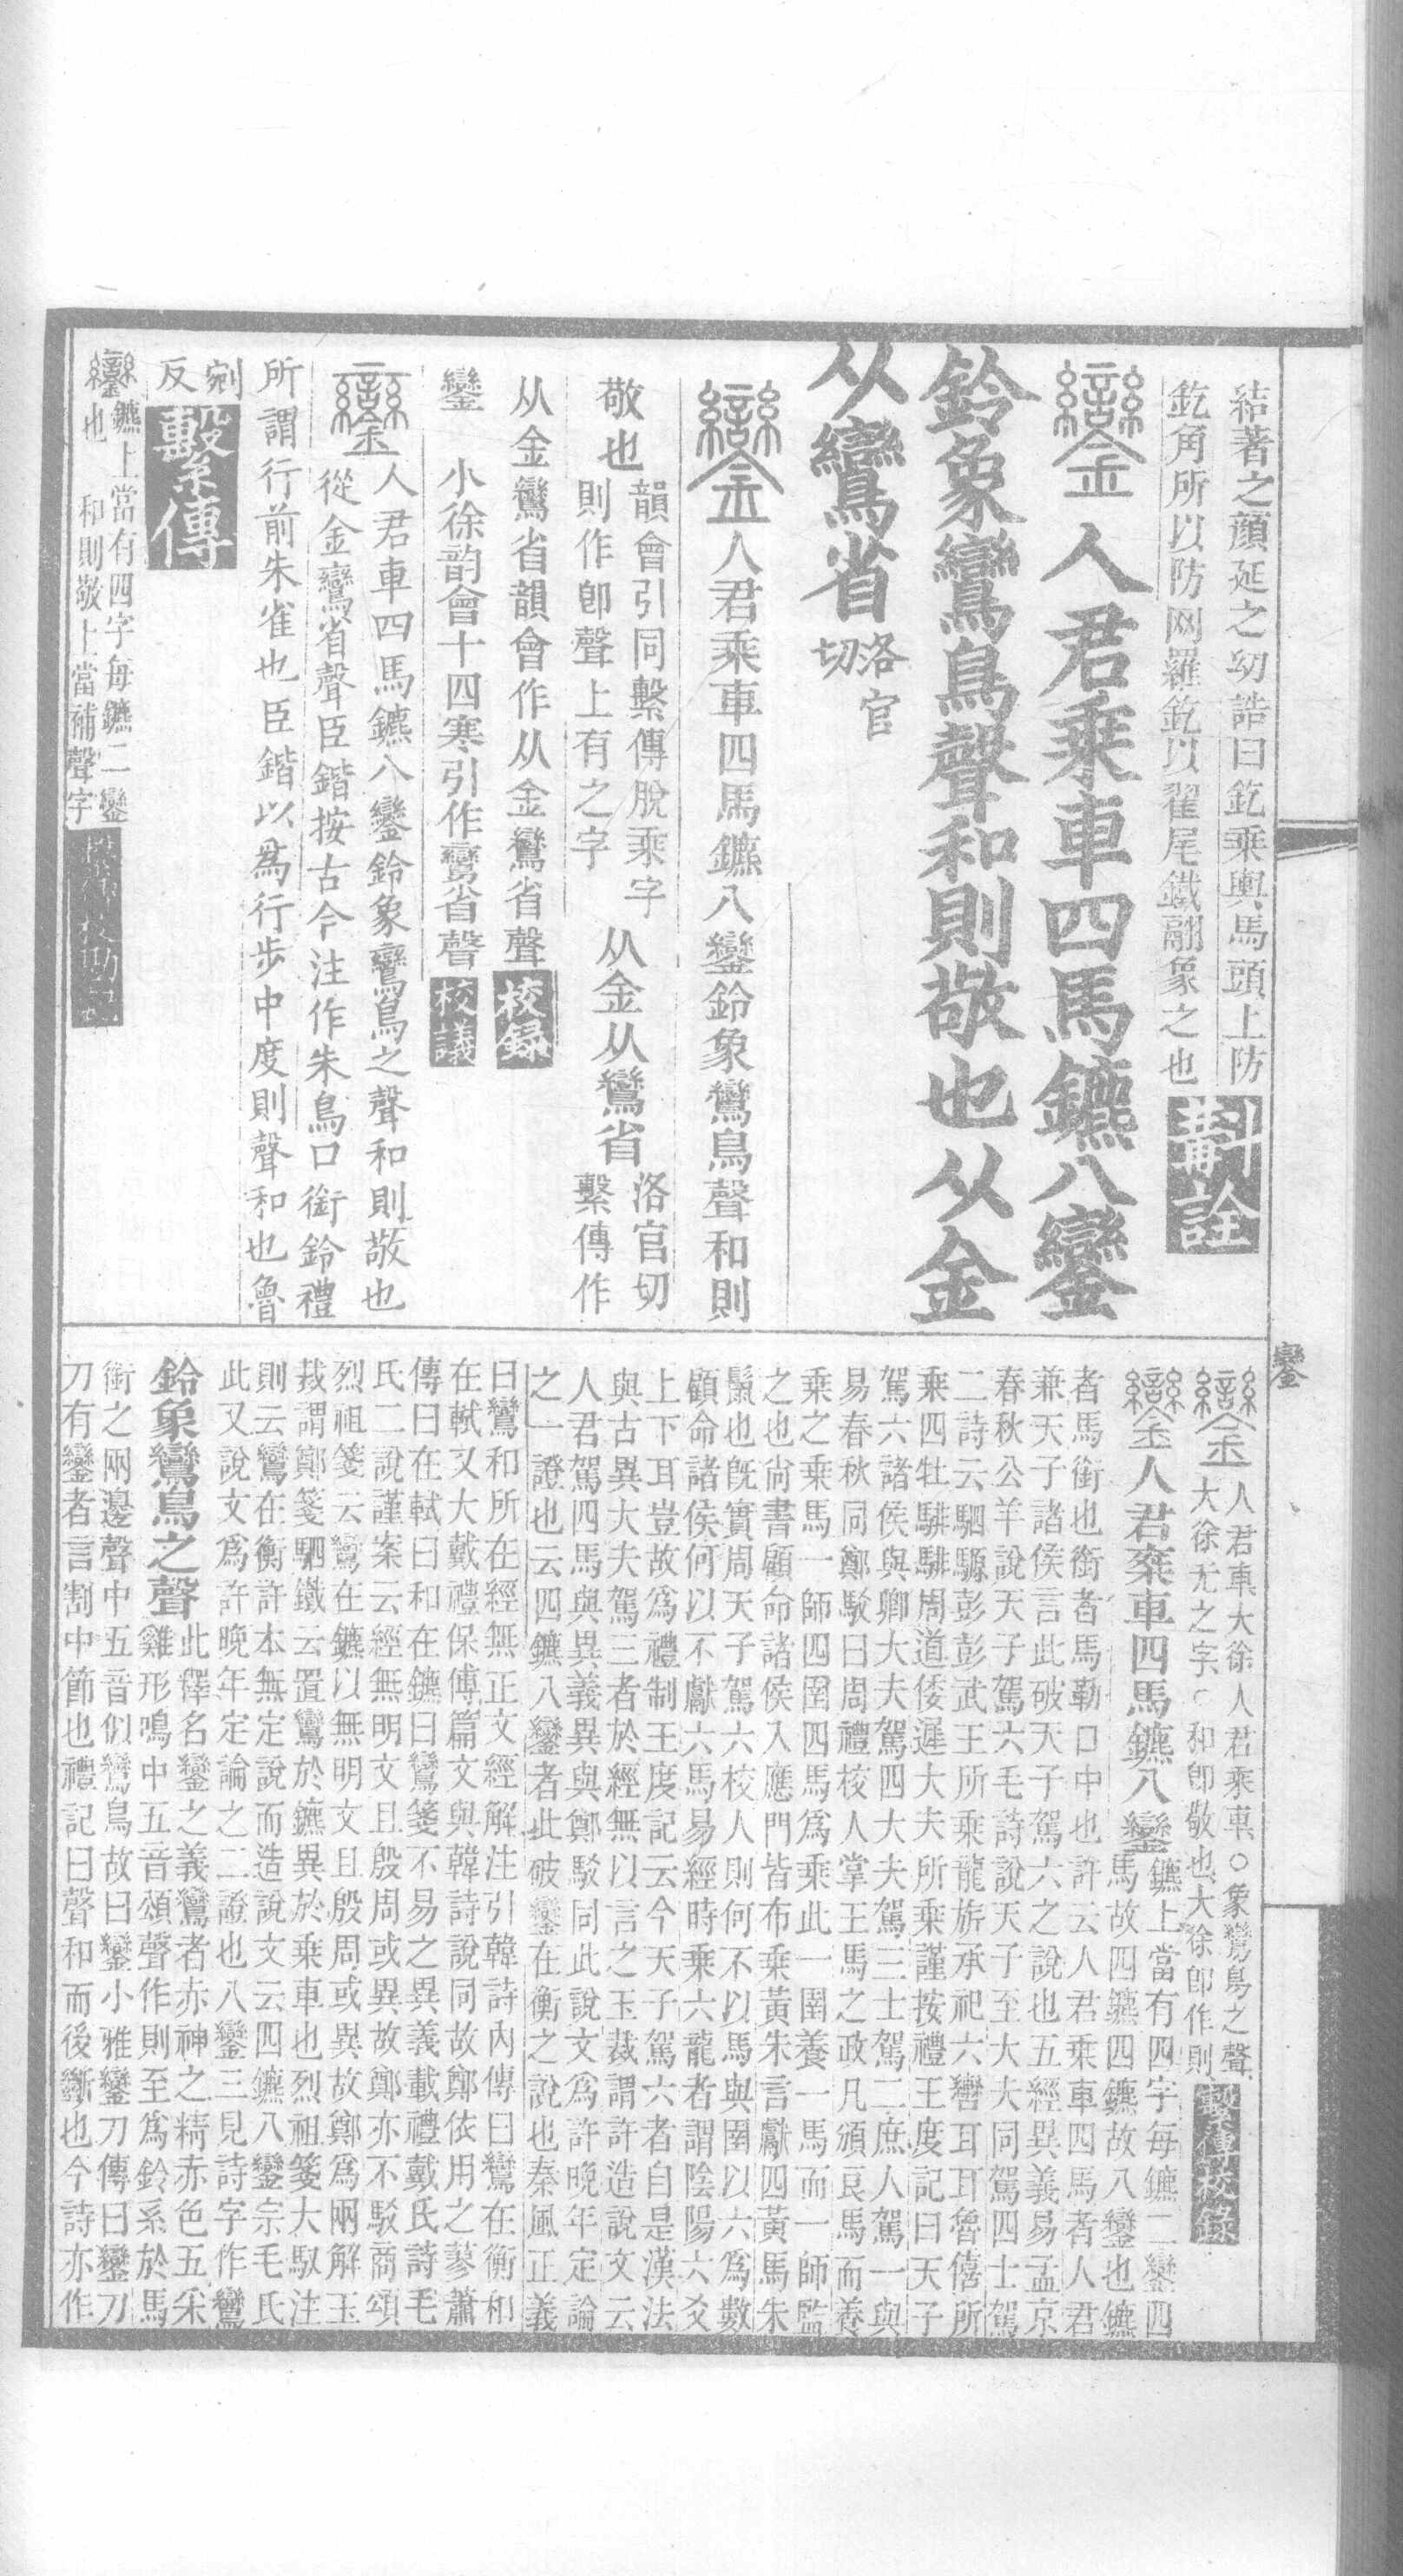 結著之顏延之幼誥曰釳乘輿馬頭上防
釳角所以防网羅釳以翟尾鐵翮象之也
斠詮
鑾人君乘車四馬鑣八鑾
鈴象鸞鳥聲和則敬也从金
从鸞省洛官切
鑾人君乘車四馬鑣八鑾鈴象鸞鳥聲和則
敬也韻會引同繫傳脫乘字則作卽聲上有之字从金从鸞省洛官切繫傳作
从金鸞省韻會作从金鸞省聲校錄
鑾 小徐韵會十四寒引作鸞省聲校議
鑾人君車四馬鑣八鑾鈴象鸞鳥之聲和則敬也
從金鸞省聲臣鍇按古今注作朱鳥口銜鈴禮
所謂行前朱雀也臣鍇以為行步中度則聲和也魯
剜反繫傳
鑾鑣上當有四字每鑣二鑾
也 和則敬上當補聲字
鑾
鑾人君車大徐人君乘車○象鸞鳥之聲
大徐无之字○和卽敬也大徐卽作則繫傳校錄
鑾人君乘車四馬鑣八鑾鑣上當有四字每鑣二鑾四
馬故四鑣四鑣故八鑾也鑣
者馬銜也銜者馬勒口中也許云人君乘車四馬者人君
兼天子諸侯言此破天子駕六之說也五經異義易孟京
春秋公羊說天子駕六毛詩說天子至大夫同駕四士駕
二詩云駟騵彭彭武王所乘龍旂承祀六轡耳耳魯僖所
乘四牡騑騑周道倭遲大夫所乘謹按禮王度記曰天子
駕六諸侯與卿大夫駕四大夫駕三士駕二庶人駕一與
易春秋同鄭駁曰周禮校人掌王馬之政凡頒良馬而養
乘之乘馬一師四圉四馬爲乘此一圉養一馬而一師監
之也尙書顧命諸侯入應門皆布乘黃朱言獻四黃馬朱
鬣也旣實周天子駕六校人則何不以馬與圉以六爲數
顧命諸侯何以不獻六馬易經時乘六龍者謂陰陽六爻
上下耳豈故爲禮制王度記云今天子駕六者自是漢法
與古異大夫駕三者於經無以言之玉裁謂許造說文云
人君駕四馬與異義異與鄭駁同此說文爲許晚年定論
之一證也云四鑣八鑾者此破鑾在衡之說也秦風正義
曰鸞和所在經無正文經解注引韓詩內傳曰鸞在衡和
在軾又大戴禮保傅篇文與韓詩說同故鄭依用之蓼蕭
傳曰在軾曰和在鑣曰鸞箋不易之異義載禮戴氏詩毛
氏二說謹案云經無明文且殷周或異故鄭亦不駁商頌
烈祖箋云鸞在鑣以無明文且殷周或異故鄭爲兩解玉
裁謂鄭箋駟鐵云置鸞於鑣異於乘車也烈祖箋大馭注
則云鸞在衡許本無定說而造說文云四鑣八鑾宗毛氏
此又說文爲許晚年定論之二證也八鑾三見詩字作鸞
鈴象鸞鳥之聲此釋名鑾之義鸞者赤神之精赤色五采
雞形鳴中五音頌聲作則至爲鈴系於馬
銜之兩邊聲中五音似鸞鳥故曰鑾小雅鑾刀傳曰鑾刀
刀有鑾者言割中節也禮記曰聲和而後斷也今詩亦作